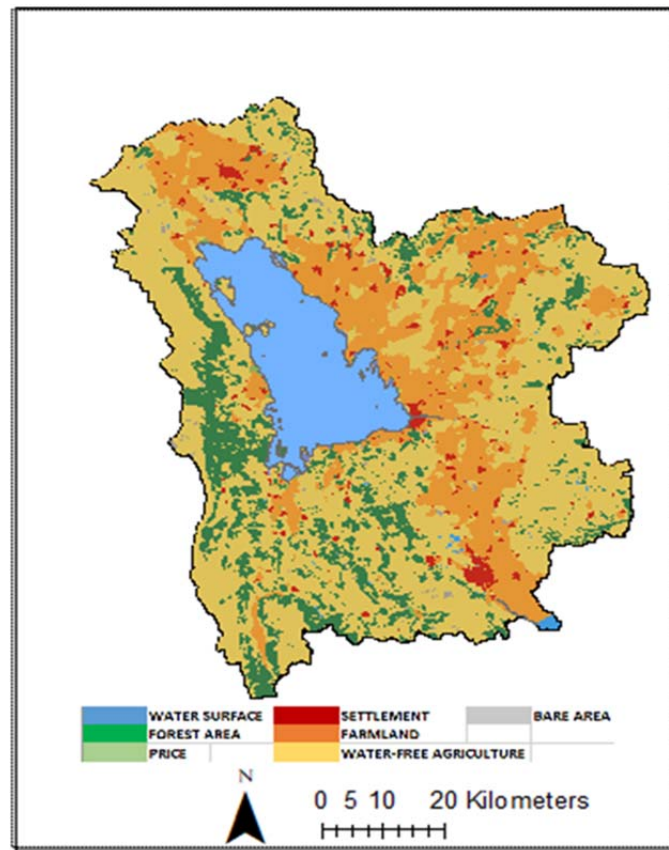 WATER SURFACE SETTLEMENT BARE AREA
FOREST AREA FARMLAND
PRICE WATER-FREE AGRICULTURE
N
0 5 10 20 Kilometers